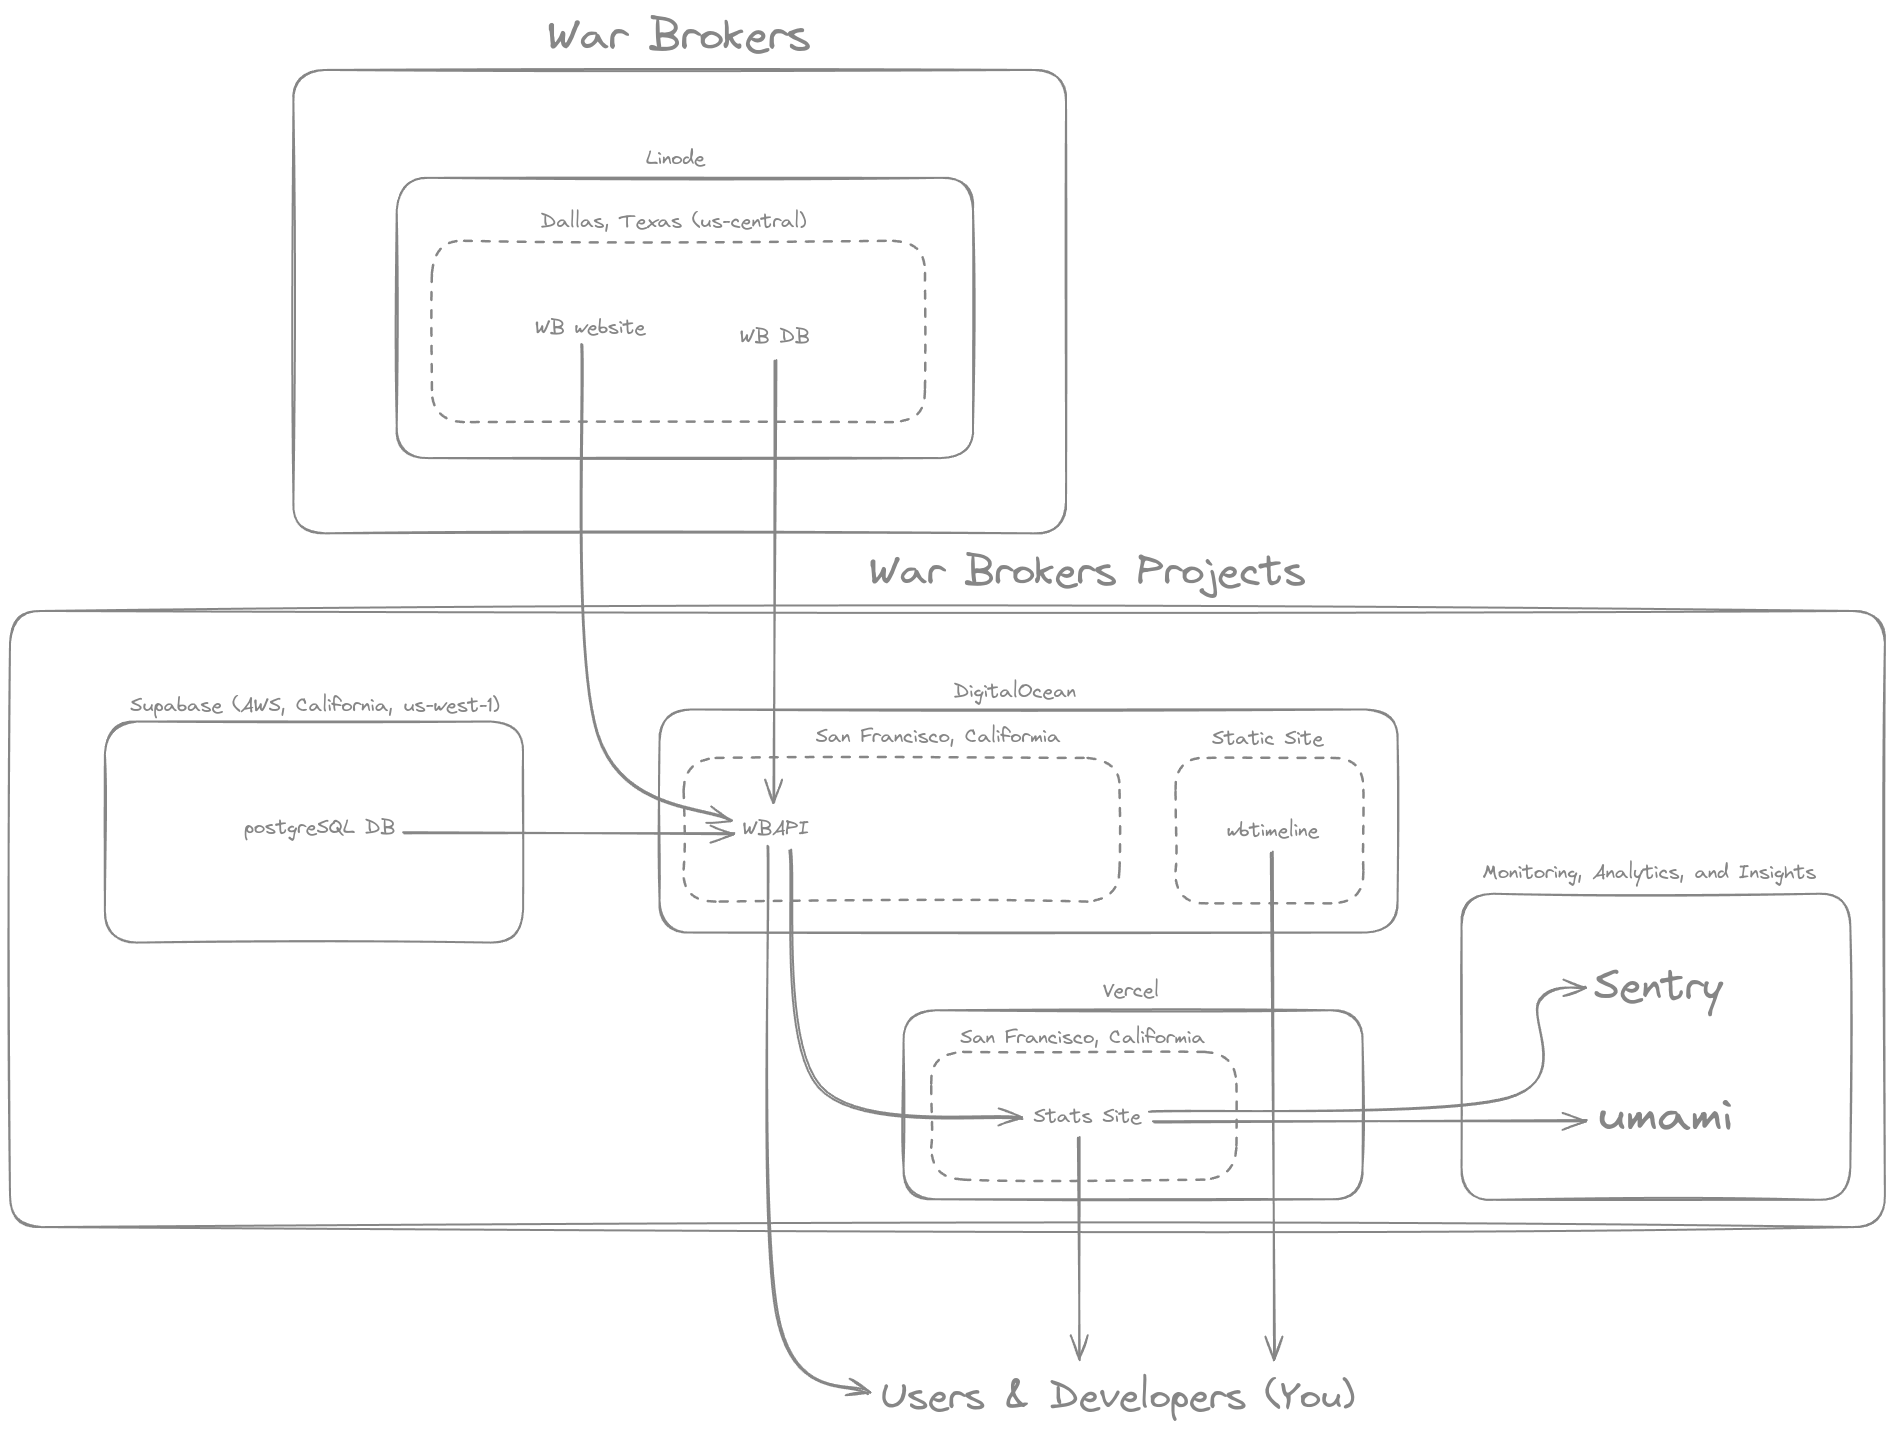 War Brokers
Linode
Dallas, Texas (us-central)
WB website
WB DB
War Brokers Projects
Supabase (AWS, California, us-west-1)
postgreSQL DB
DigitalOcean
San Francisco, California
WBAPI
Static Site
wbtimeline
Monitoring, Analytics, and Insights
Sentry
umami
Vercel
San Francisco, California
Stats Site
Users & Developers (You)